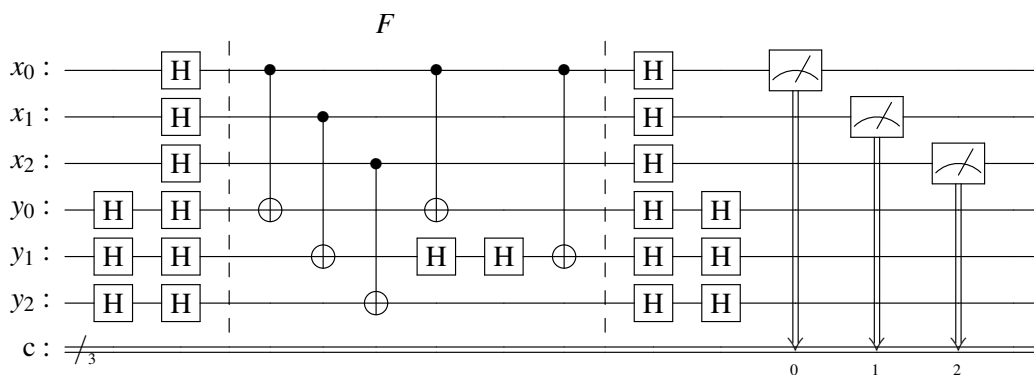 F
x0 : H H
x1 : H H
x2 : H H
y0 : H H H H
y1 : H H H H H H
y2 : H H H H
c : 3 0 1 2